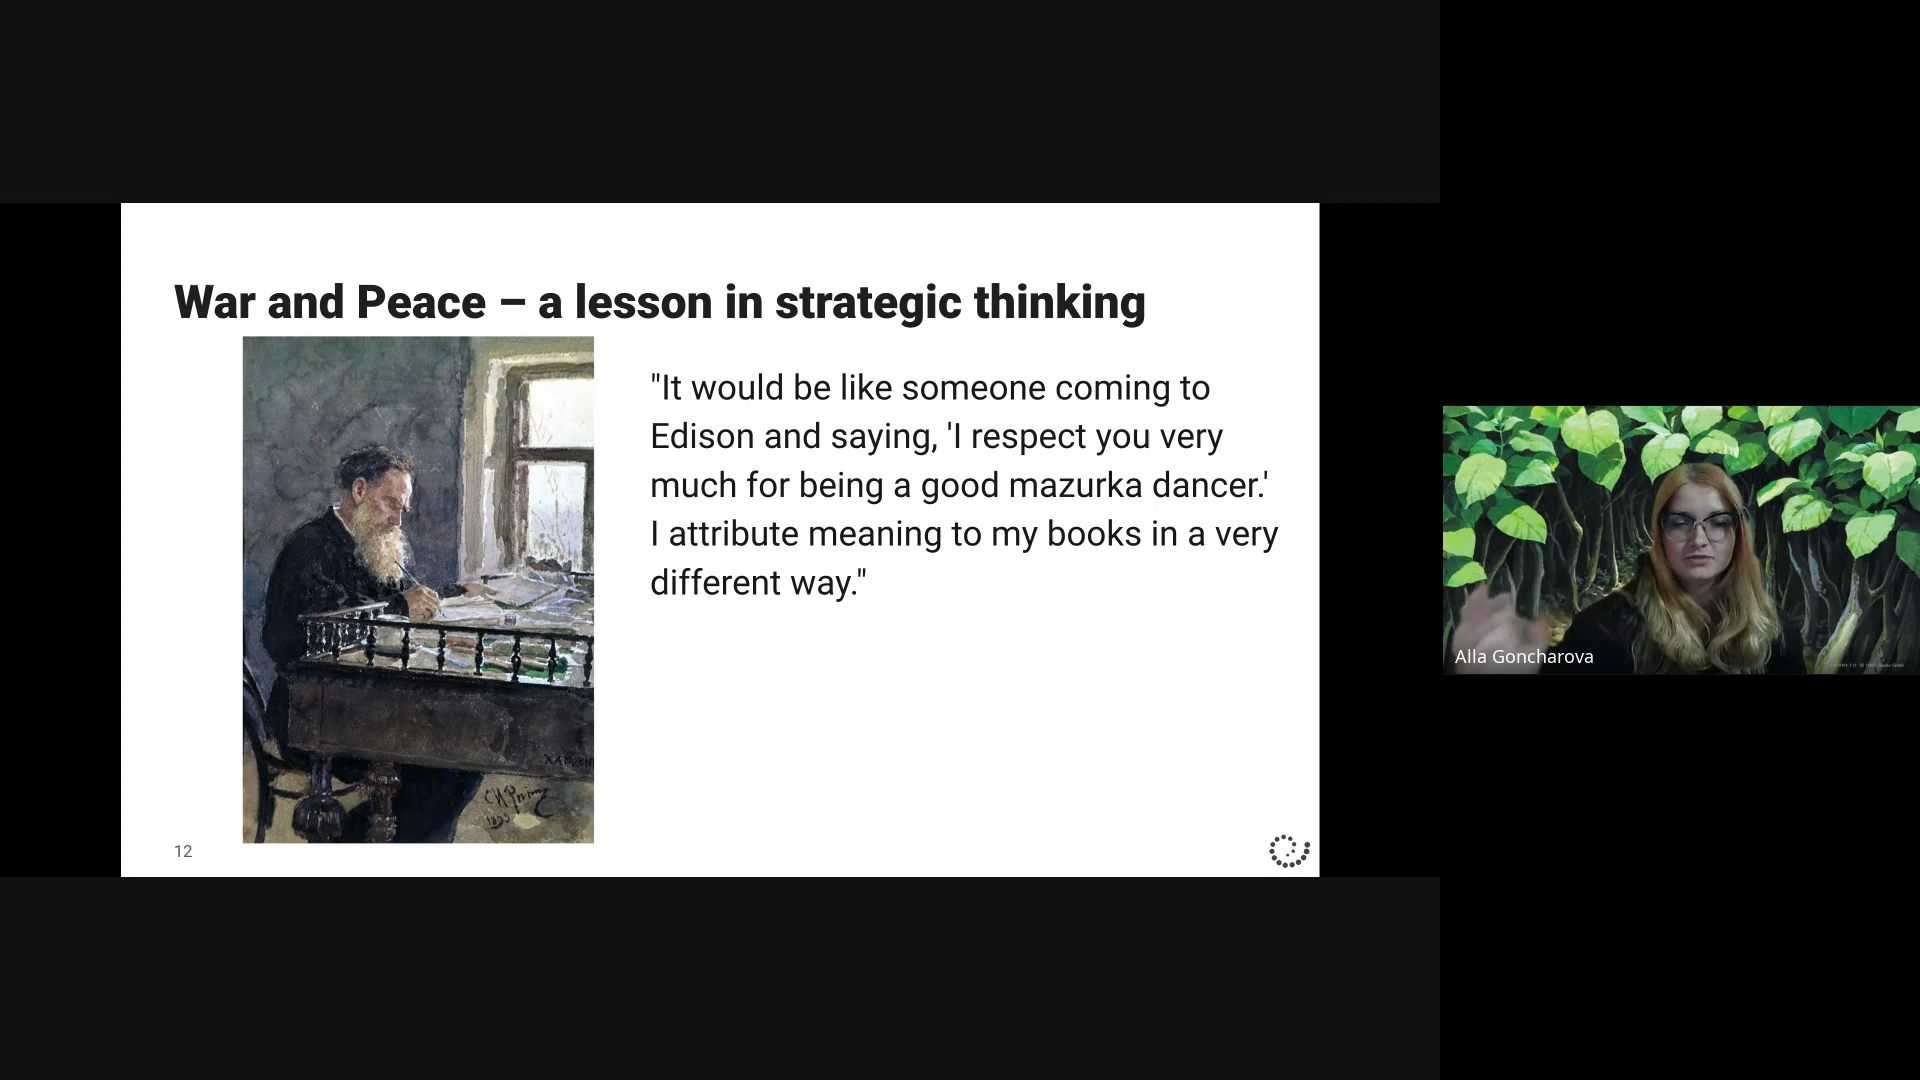 War and Peace – a lesson in strategic thinking
"It would be like someone coming to
Edison and saying, 'I respect you very
much for being a good mazurka dancer.'
I attribute meaning to my books in a very
different way."
12
Alla Goncharova